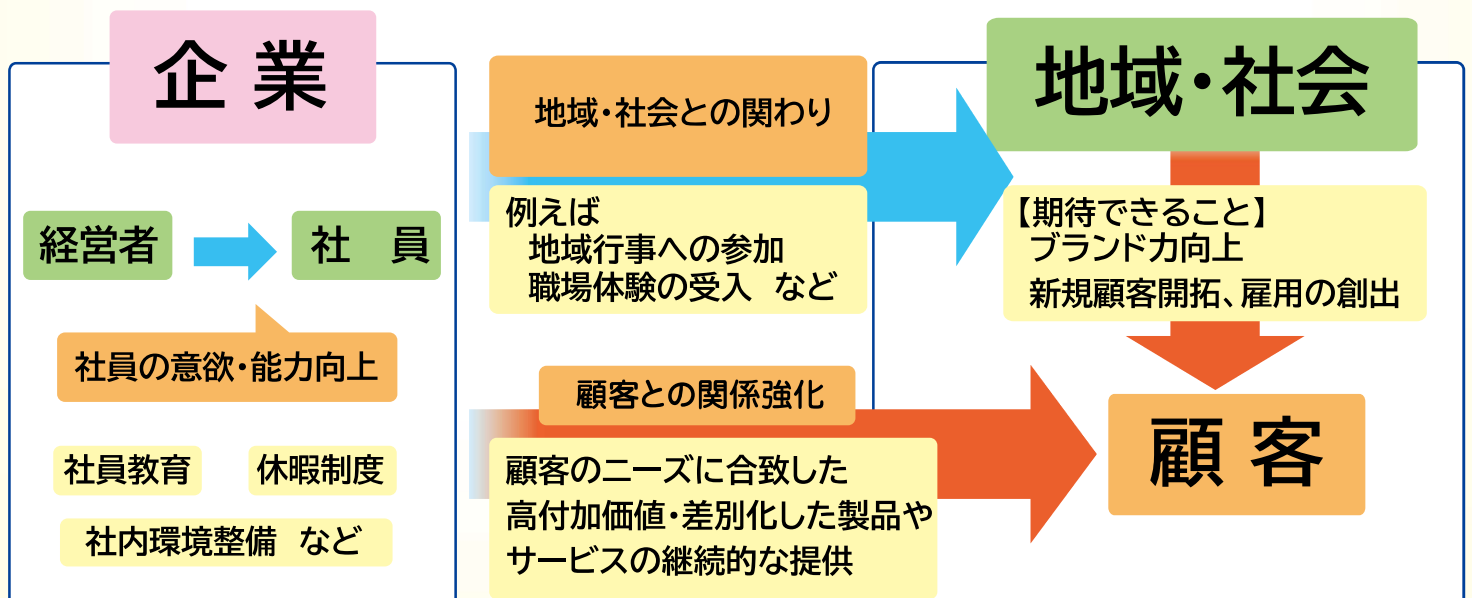 企 業
経営者
社　員
社員の意欲・能力向上
社員教育
休暇制度
社内環境整備　など
地域・社会との関わり
例えば
地域行事への参加
職場体験の受入　など
顧客との関係強化
顧客のニーズに合致した
高付加価値・差別化した製品や
サービスの継続的な提供
地域・社会
【期待できること】
ブランド力向上
新規顧客開拓、雇用の創出
顧 客